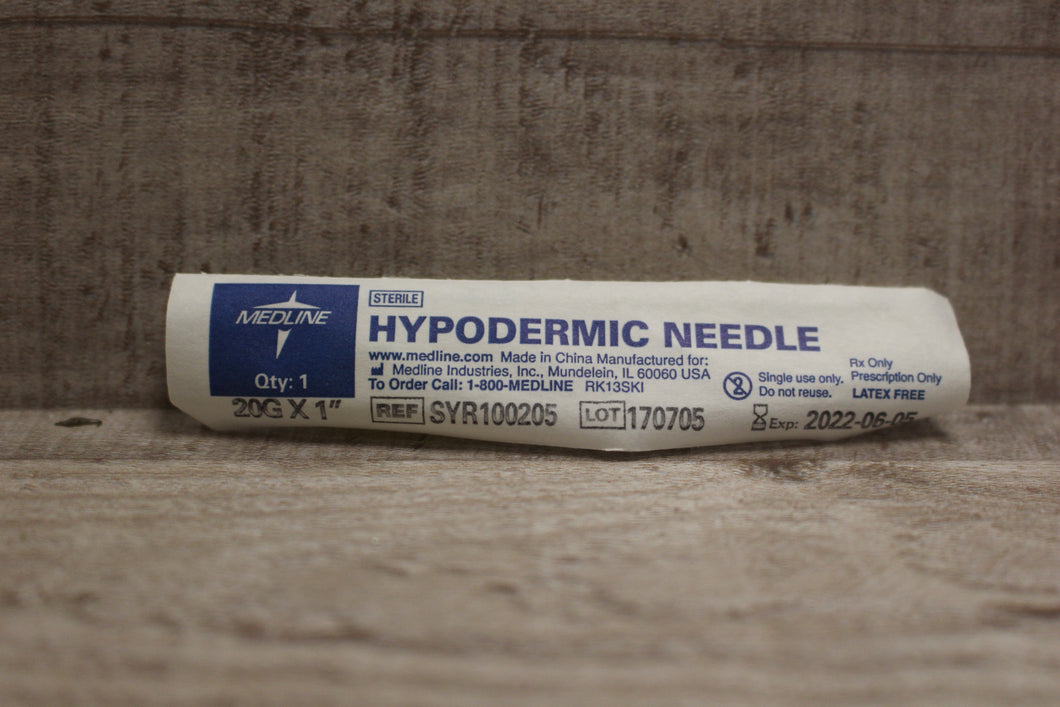 MEDLINE
Qty: 1
20G X 1"
STERILE
HYPODERMIC NEEDLE
www.medline.com Made in China Manufactured for:
Medline Industries, Inc., Mundelein, IL 60060 USA
To Order Call: 1-800-MEDLINE RK13SKI
REF SYR100205 LOT 170705
Single use only.
Do not reuse.
Rx Only
Prescription Only
LATEX FREE
Exp: 2022-06-05